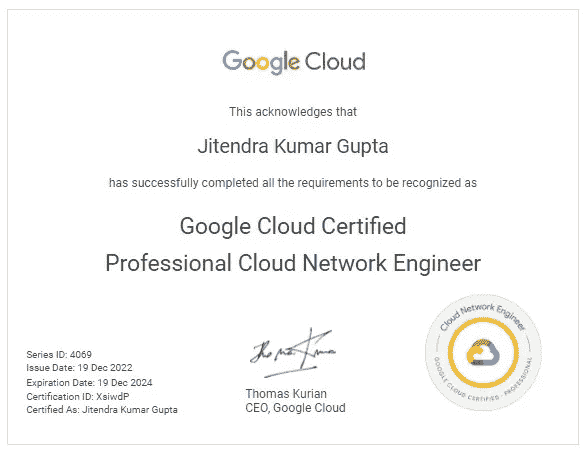 Google Cloud
This acknowledges that
Jitendra Kumar Gupta
has successfully completed all the requirements to be recognized as
Google Cloud Certified
Professional Cloud Network Engineer
Series ID: 4069
Issue Date: 19 Dec 2022
Expiration Date: 19 Dec 2024
Certification ID: XsiwdP
Certified As: Jitendra Kumar Gupta
Thomas Kurian
CEO, Google Cloud
Cloud Network Engineer
GOOGLE CLOUD CERTIFIED · PROFESSIONAL